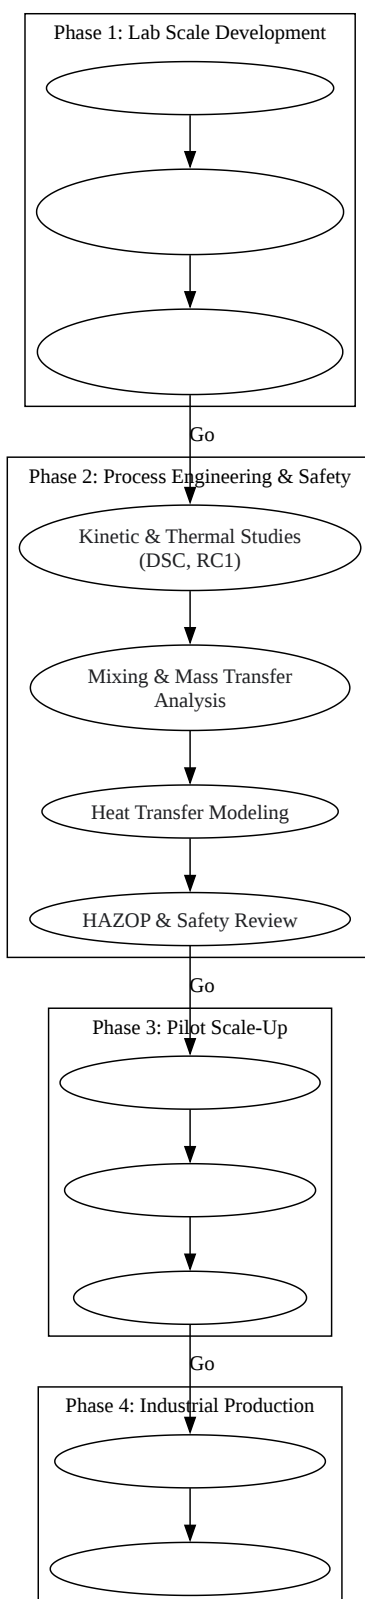 Phase 1: Lab Scale Development
Go
Phase 2: Process Engineering & Safety
Kinetic & Thermal Studies
(DSC, RC1)
Mixing & Mass Transfer
Analysis
Heat Transfer Modeling
HAZOP & Safety Review
Go
Phase 3: Pilot Scale-Up
Go
Phase 4: Industrial Production